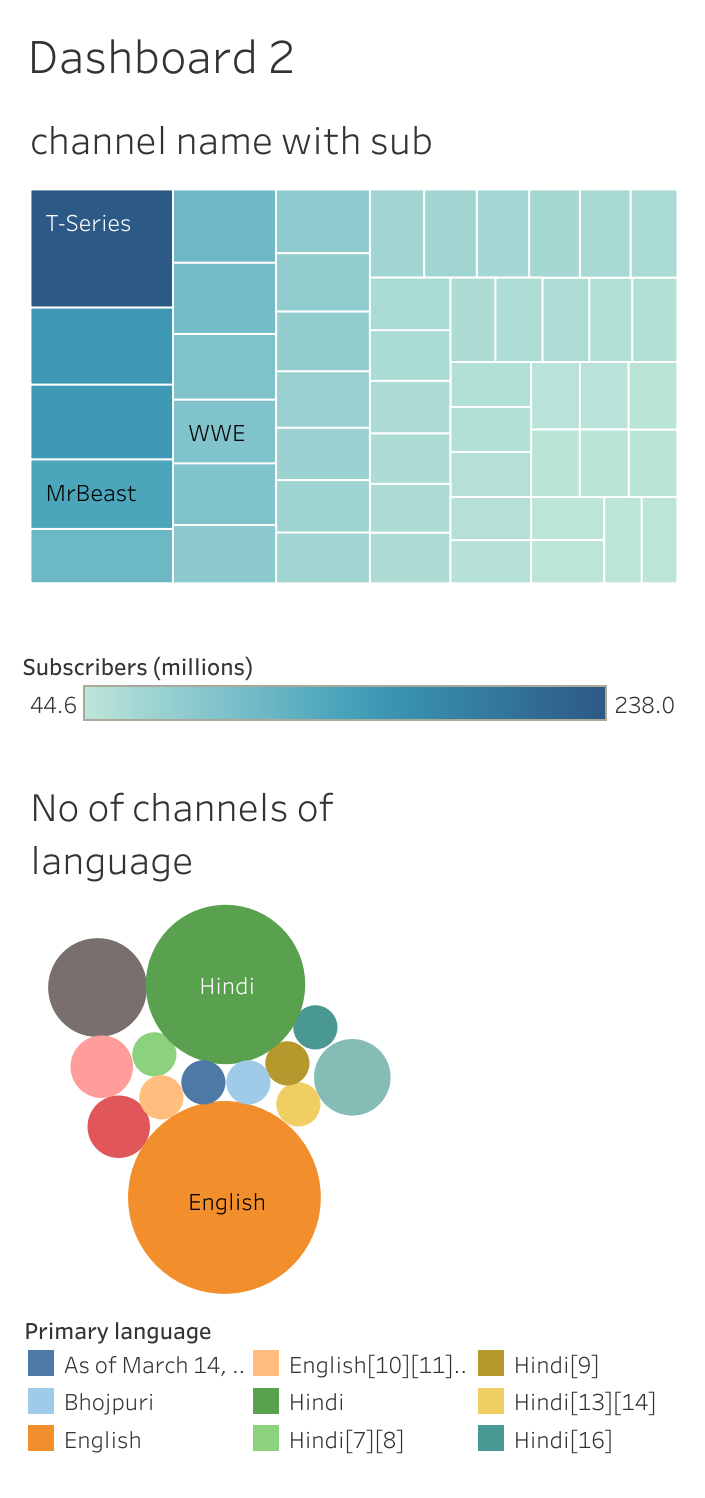 Dashboard 2
channel name with sub
T-Series
WWE
MrBeast
Subscribers (millions)
44.6
238.0
No of channels of
language
Hindi
English
Primary language
As of March 14, ..
English[10][11]..
Hindi[9]
Bhojpuri
Hindi
Hindi[13][14]
English
Hindi[7][8]
Hindi[16]